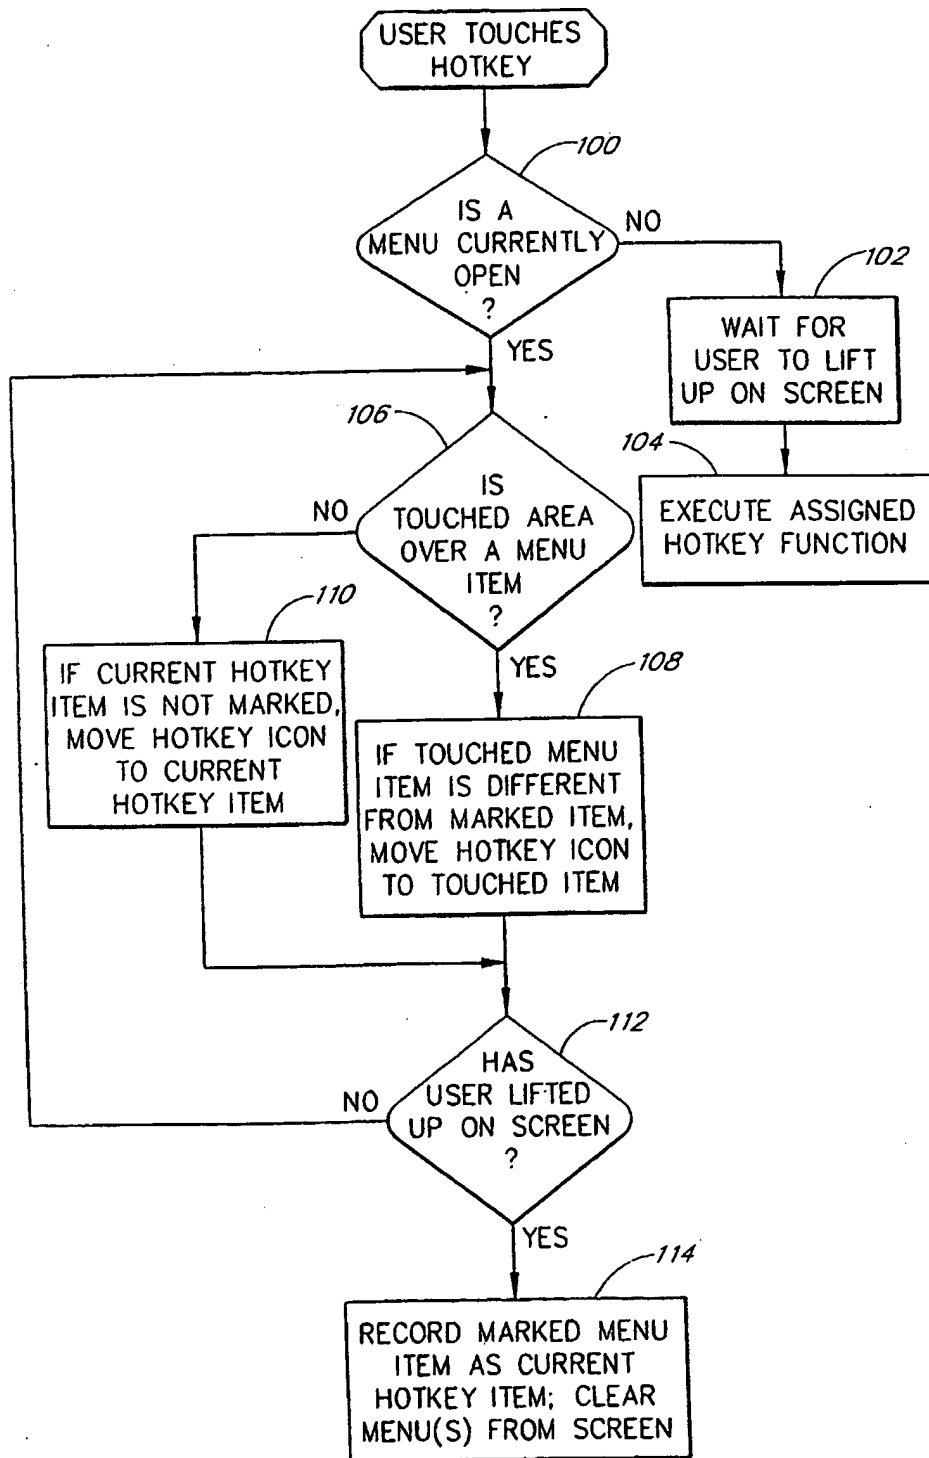 USER TOUCHES
HOTKEY
100
IS A
MENU CURRENTLY
OPEN
?
NO
YES
102
WAIT FOR
USER TO LIFT
UP ON SCREEN
104
EXECUTE ASSIGNED
HOTKEY FUNCTION
106
IS
TOUCHED AREA
OVER A MENU
ITEM
?
NO
YES
110
IF CURRENT HOTKEY
ITEM IS NOT MARKED,
MOVE HOTKEY ICON
TO CURRENT
HOTKEY ITEM
108
IF TOUCHED MENU
ITEM IS DIFFERENT
FROM MARKED ITEM,
MOVE HOTKEY ICON
TO TOUCHED ITEM
112
HAS
USER LIFTED
UP ON SCREEN
?
NO
YES
114
RECORD MARKED MENU
ITEM AS CURRENT
HOTKEY ITEM; CLEAR
MENU(S) FROM SCREEN